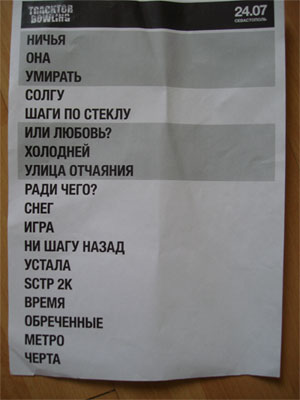 TRACKTOR
BOWLING
24.07
СЕВАСТОПОЛЬ
НИЧЬЯ
ОНА
УМИРАТЬ
СОЛГУ
ШАГИ ПО СТЕКЛУ
ИЛИ ЛЮБОВЬ?
ХОЛОДНЕЙ
УЛИЦА ОТЧАЯНИЯ
РАДИ ЧЕГО?
СНЕГ
ИГРА
НИ ШАГУ НАЗАД
УСТАЛА
SCTP 2K
ВРЕМЯ
ОБРЕЧЕННЫЕ
МЕТРО
ЧЕРТА